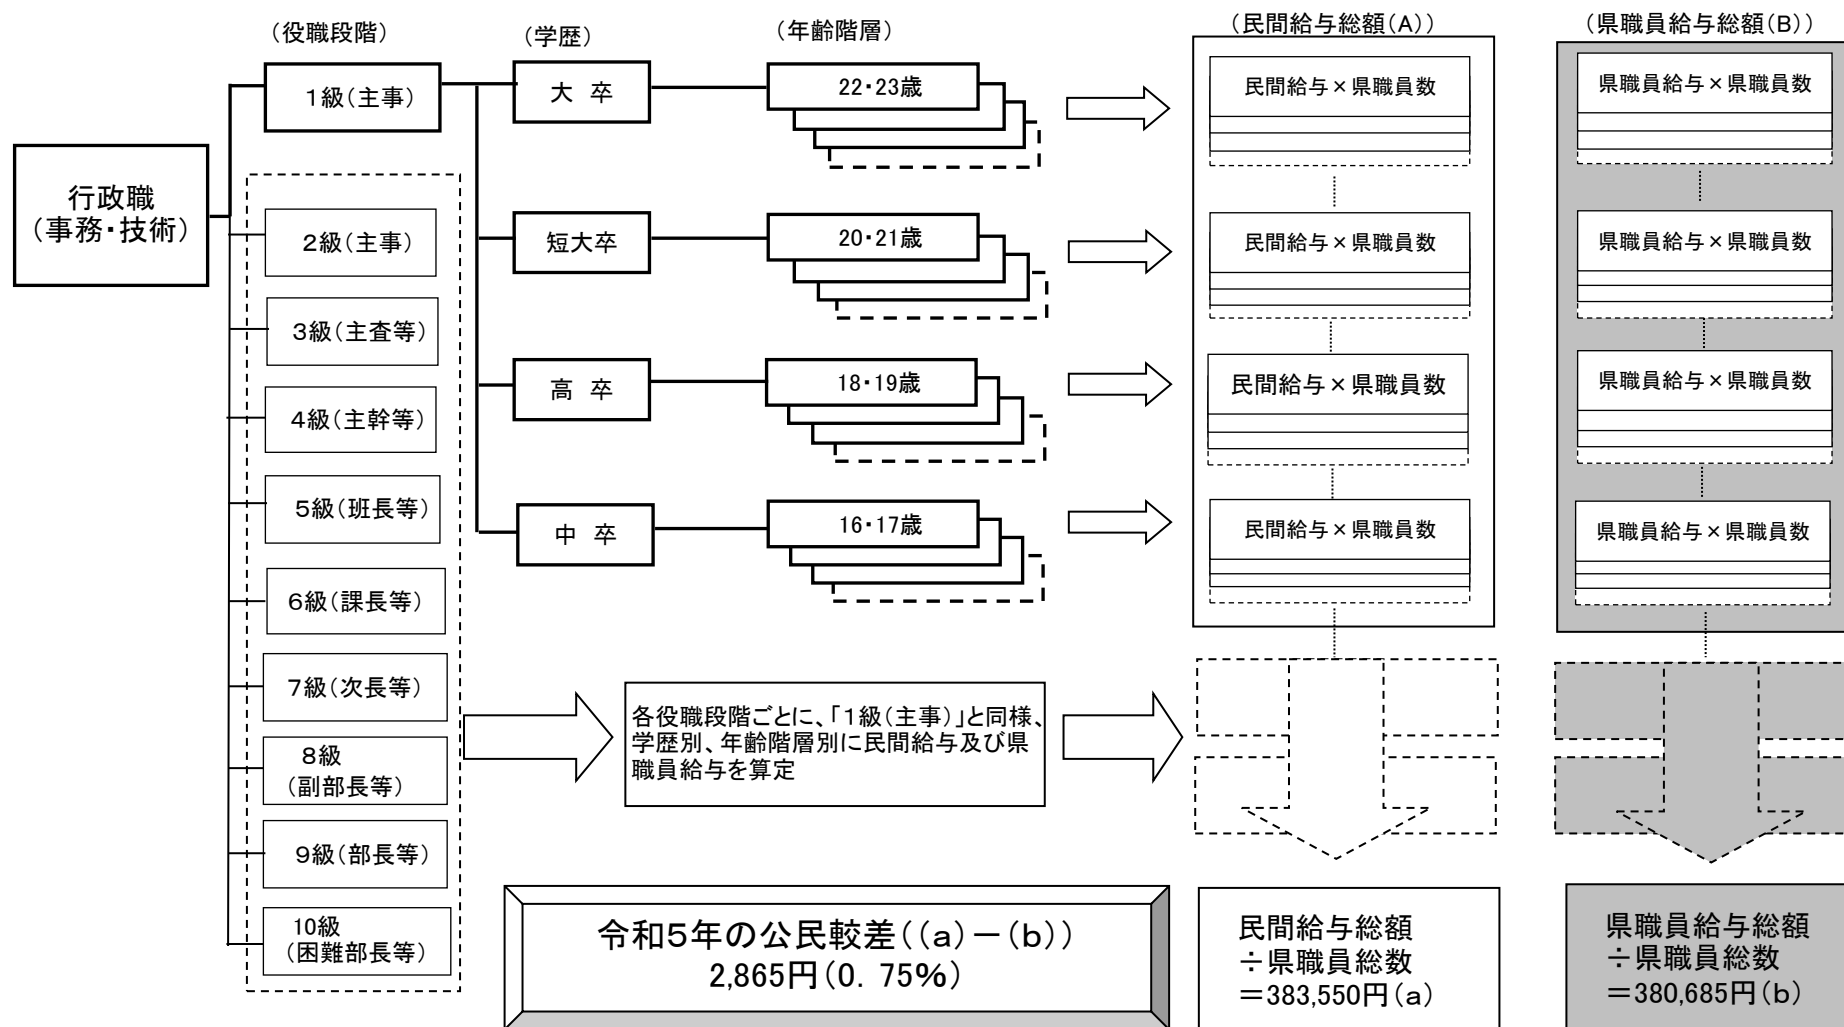 （役職段階）
（学歴）
（年齢階層）
（民間給与総額(A)）
（県職員給与総額(B)）
行政職
（事務・技術）
1級（主事）
大 卒
22・23歳
民間給与×県職員数
県職員給与×県職員数
2級（主事）
短大卒
20・21歳
民間給与×県職員数
県職員給与×県職員数
3級（主査等）
4級（主幹等）
高 卒
18・19歳
民間給与×県職員数
県職員給与×県職員数
5級（班長等）
中 卒
16・17歳
民間給与×県職員数
県職員給与×県職員数
6級（課長等）
7級（次長等）
8級
（副部長等）
9級（部長等）
10級
（困難部長等）
各役職段階ごとに、「1級（主事）」と同様、
学歴別、年齢階層別に民間給与及び県
職員給与を算定
令和5年の公民較差（(a)－(b)）
2,865円（0．75％）
民間給与総額
÷県職員総数
＝383,550円（a）
県職員給与総額
÷県職員総数
＝380,685円（b）